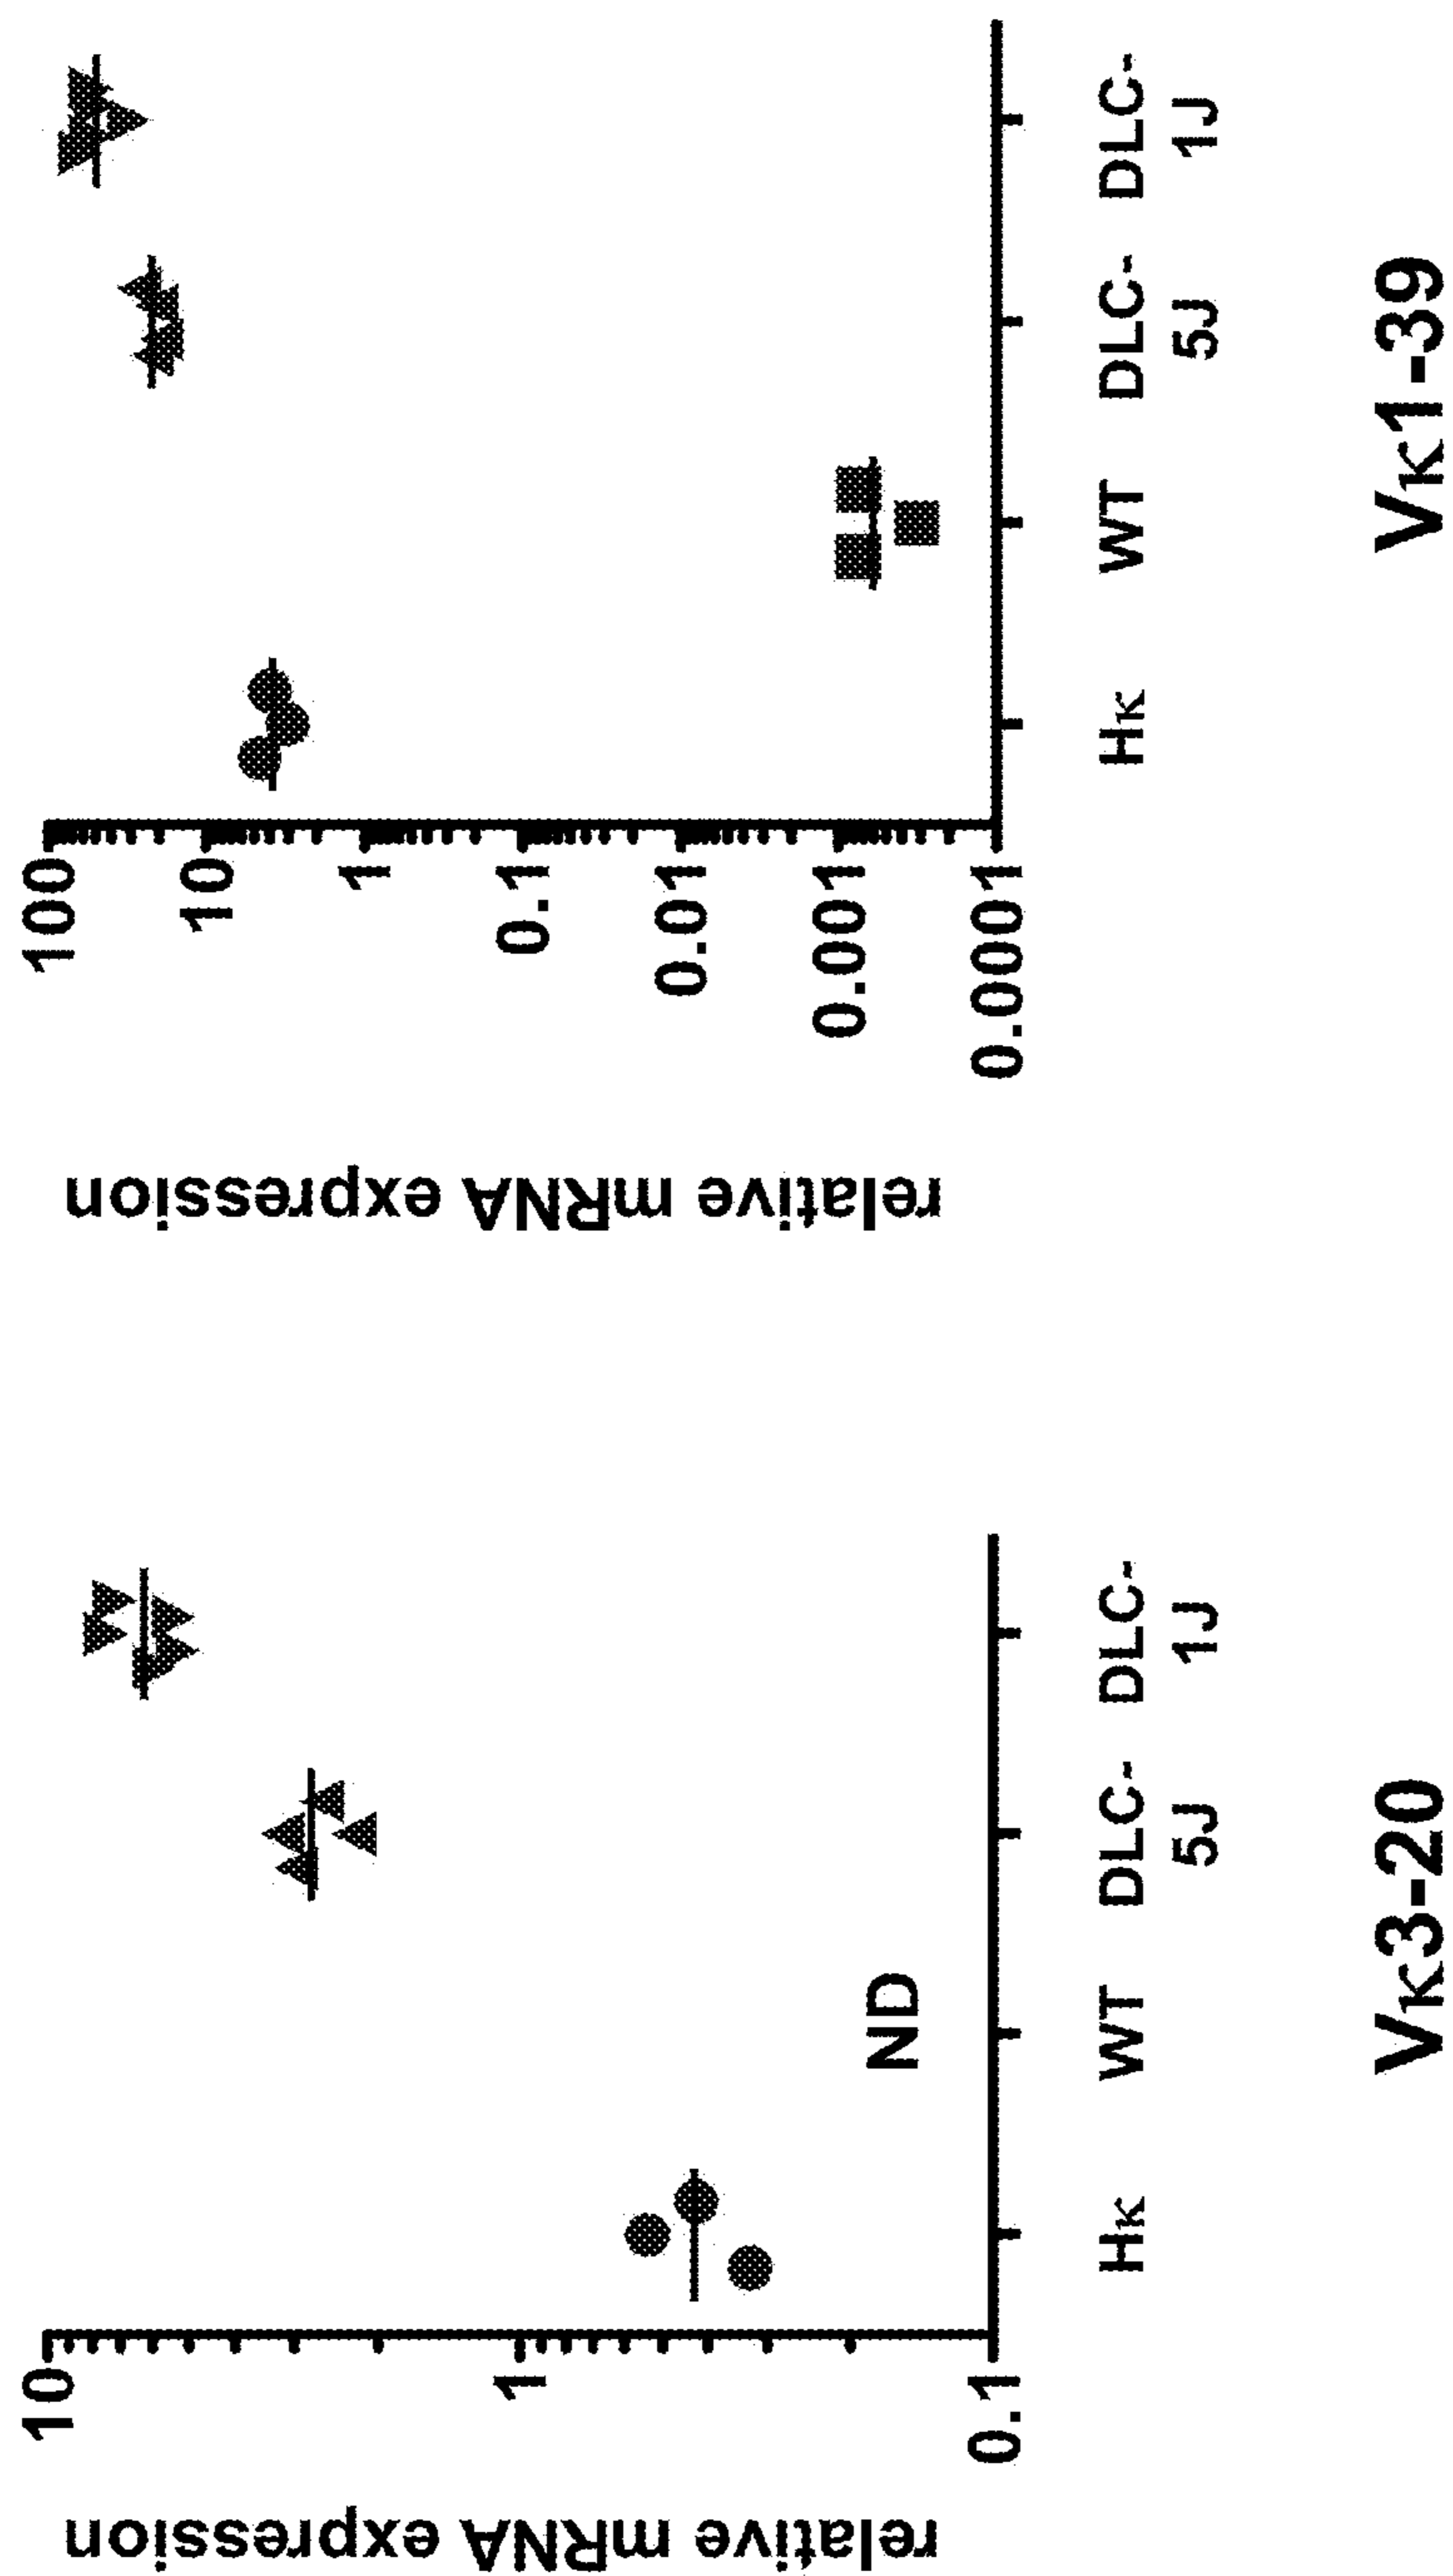 relative mRNA expression
10
1
0.1
ND
Hκ WT DLC- DLC-
5J 1J
Vκ3-20
relative mRNA expression
100
10
1
0.1
0.01
0.001
0.0001
Hκ WT DLC- DLC-
5J 1J
Vκ1-39